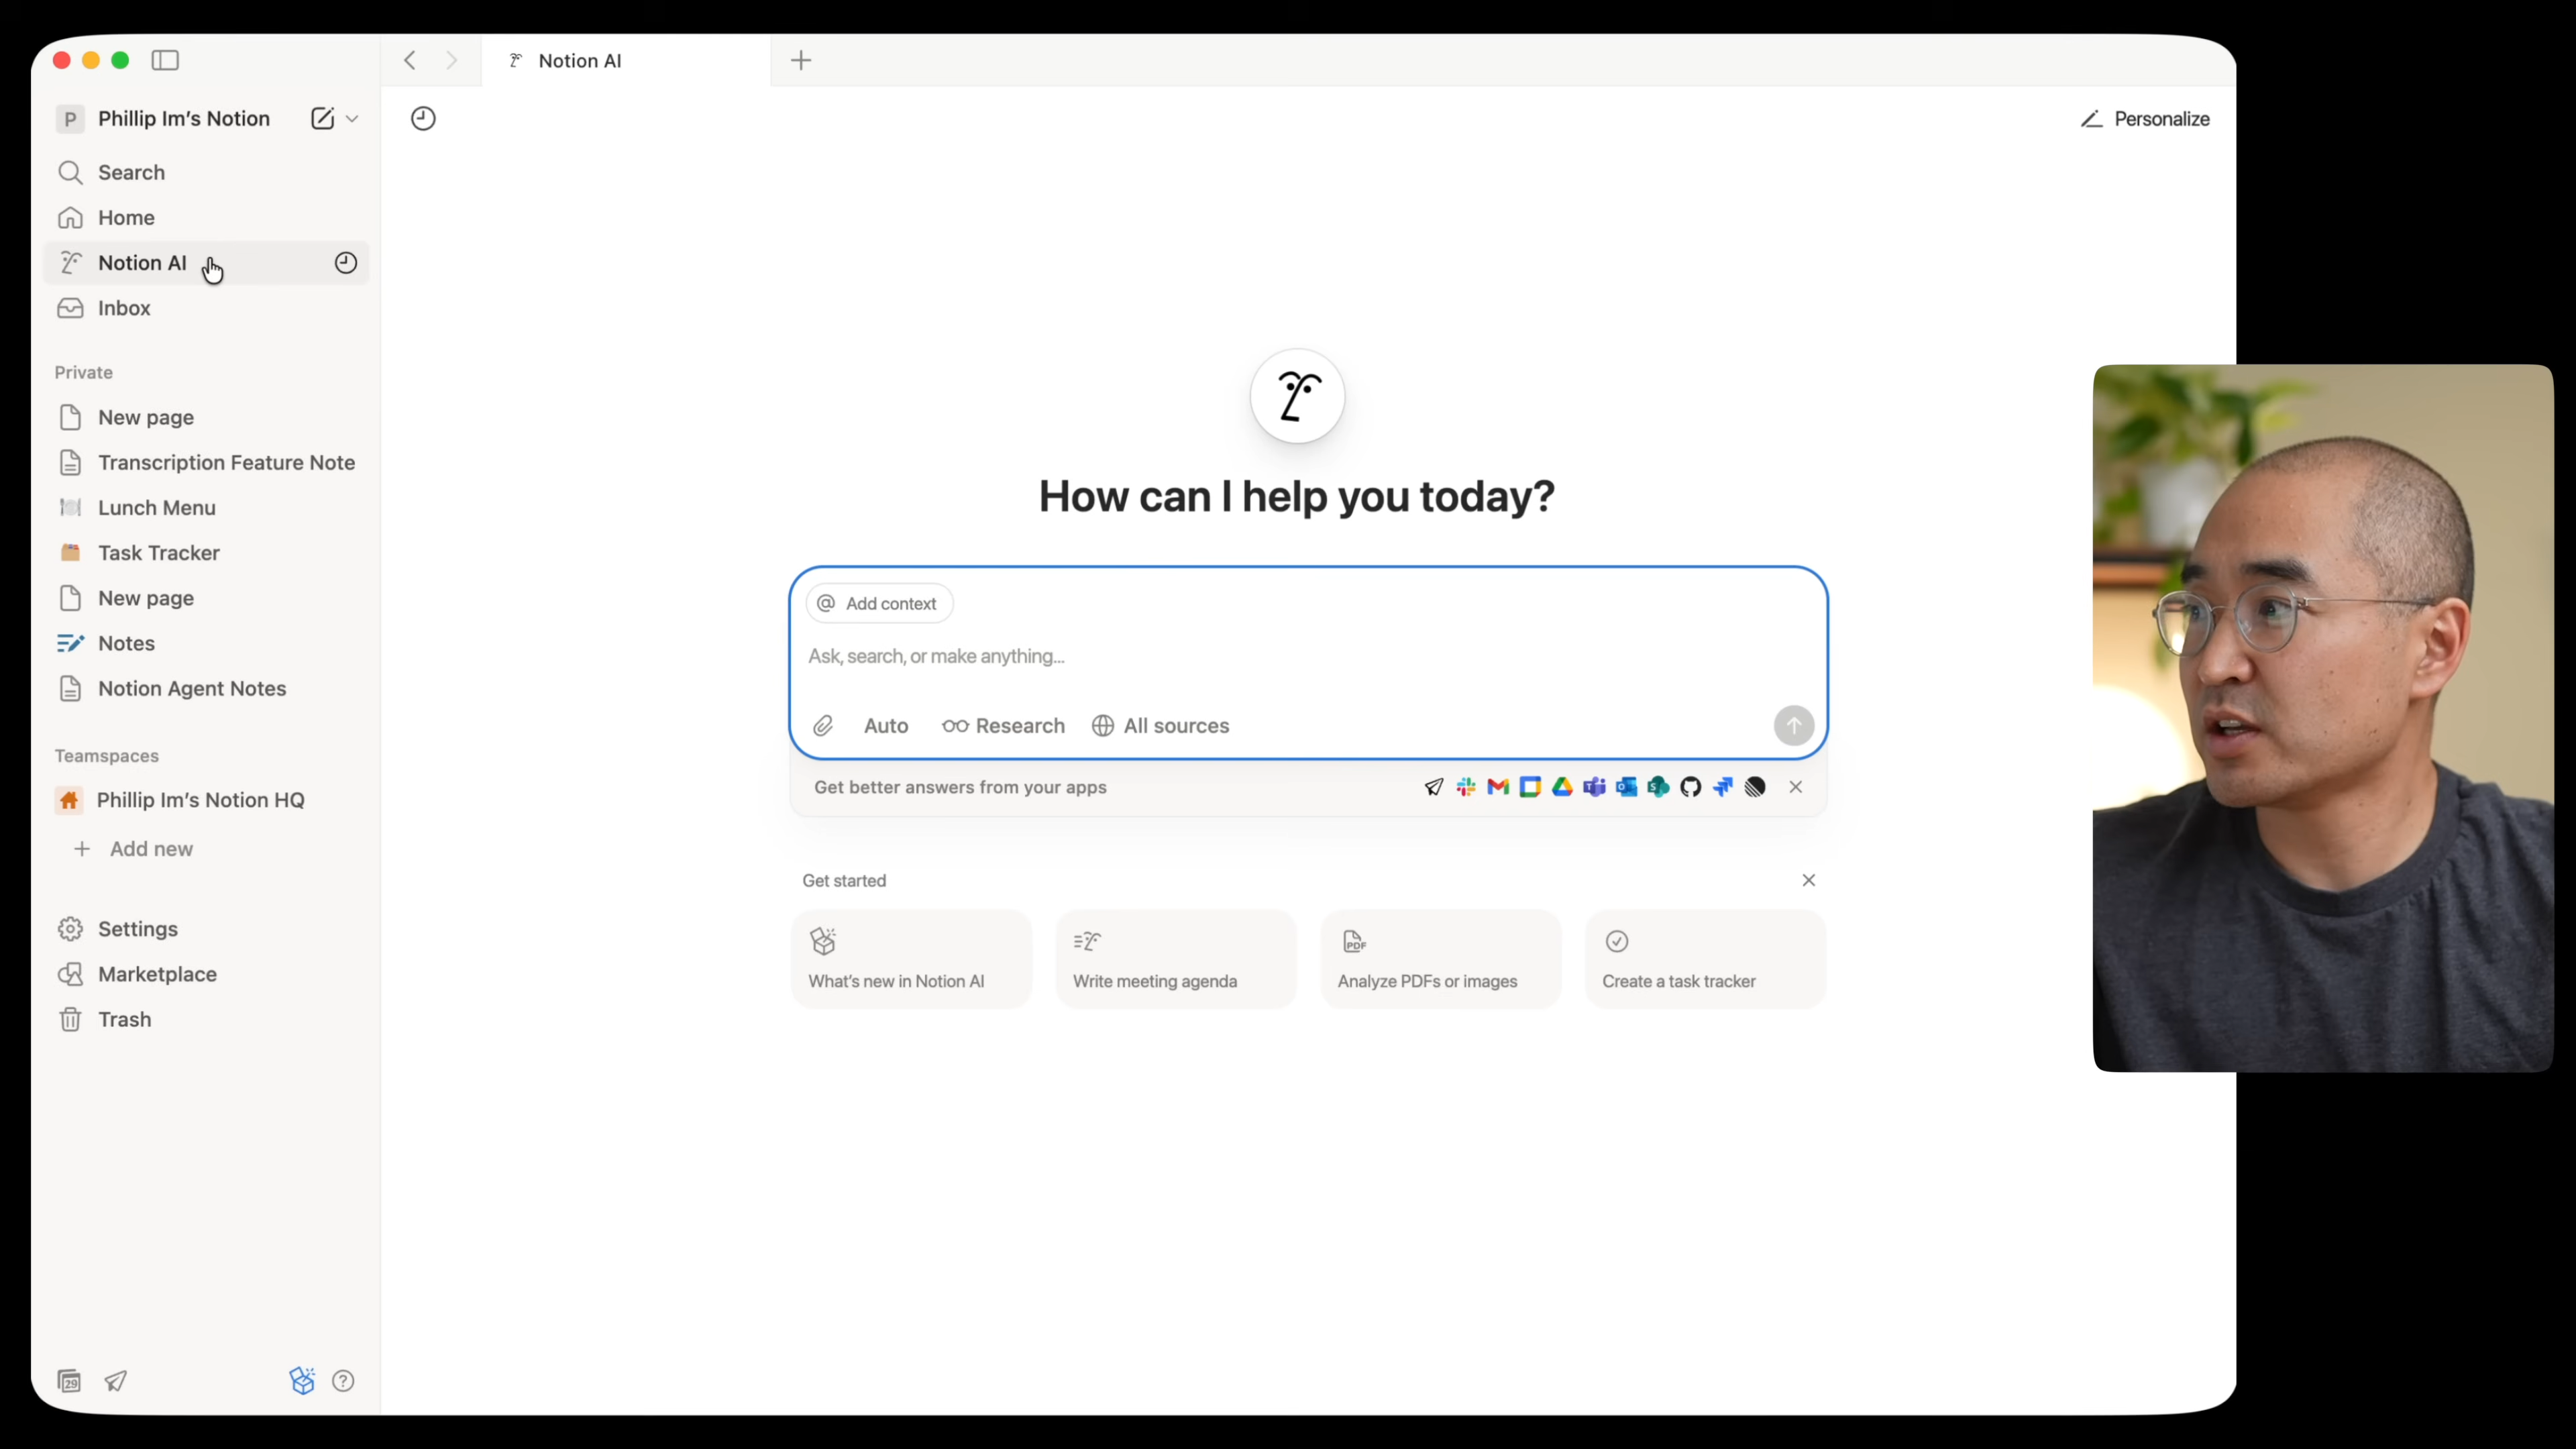 Notion AI
P Phillip Im's Notion
Search
Home
Notion AI
Inbox
Private
New page
Transcription Feature Note
Lunch Menu
Task Tracker
New page
Notes
Notion Agent Notes
Teamspaces
Phillip Im's Notion HQ
Add new
Settings
Marketplace
Trash
29
Personalize
How can I help you today?
@ Add context
Ask, search, or make anything...
Auto Research All sources
Get better answers from your apps
Get started
What's new in Notion AI
Write meeting agenda
PDF
Analyze PDFs or images
Create a task tracker